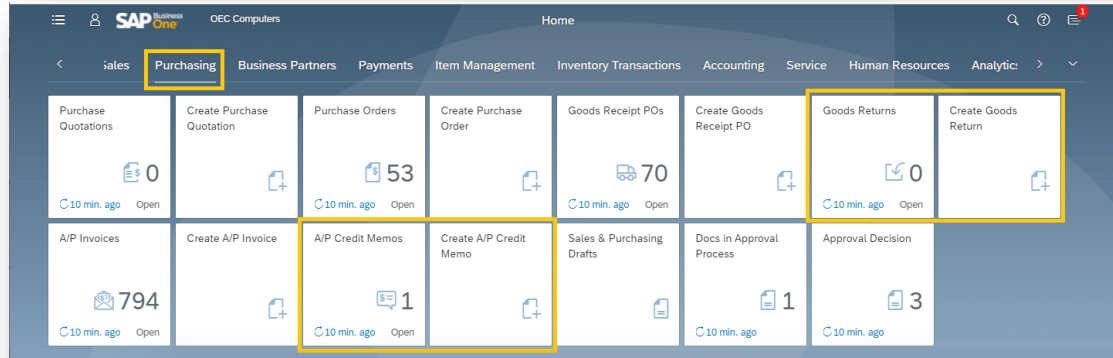 SAP Business One OEC Computers Home 1
Sales Purchasing Business Partners Payments Item Management Inventory Transactions Accounting Service Human Resources Analytic
Purchase Quotations
0
10 min. ago Open
Create Purchase Quotation
Purchase Orders
53
10 min. ago Open
Create Purchase Order
Goods Receipt POs
70
10 min. ago Open
Create Goods Receipt PO
Goods Returns
0
10 min. ago Open
Create Goods Return
A/P Invoices
794
10 min. ago Open
Create A/P Invoice
A/P Credit Memos
1
10 min. ago Open
Create A/P Credit Memo
Sales & Purchasing Drafts
Docs in Approval Process
1
10 min. ago
Approval Decision
3
10 min. ago